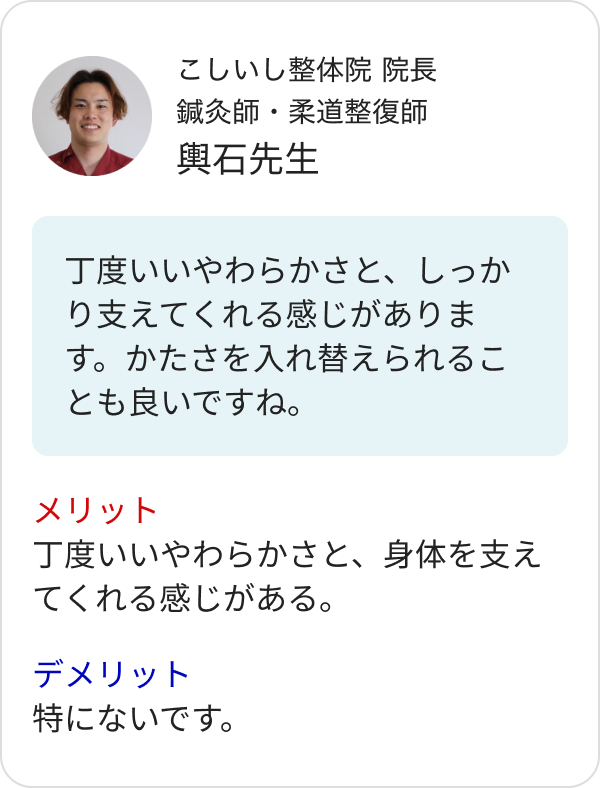 こしいし整体院 院長
鍼灸師・柔道整復師
輿石先生
丁度いいやわらかさと、しっか
り支えてくれる感じがありま
す。かたさを入れ替えられるこ
とも良いですね。
メリット
丁度いいやわらかさと、身体を支え
てくれる感じがある。
デメリット
特にないです。